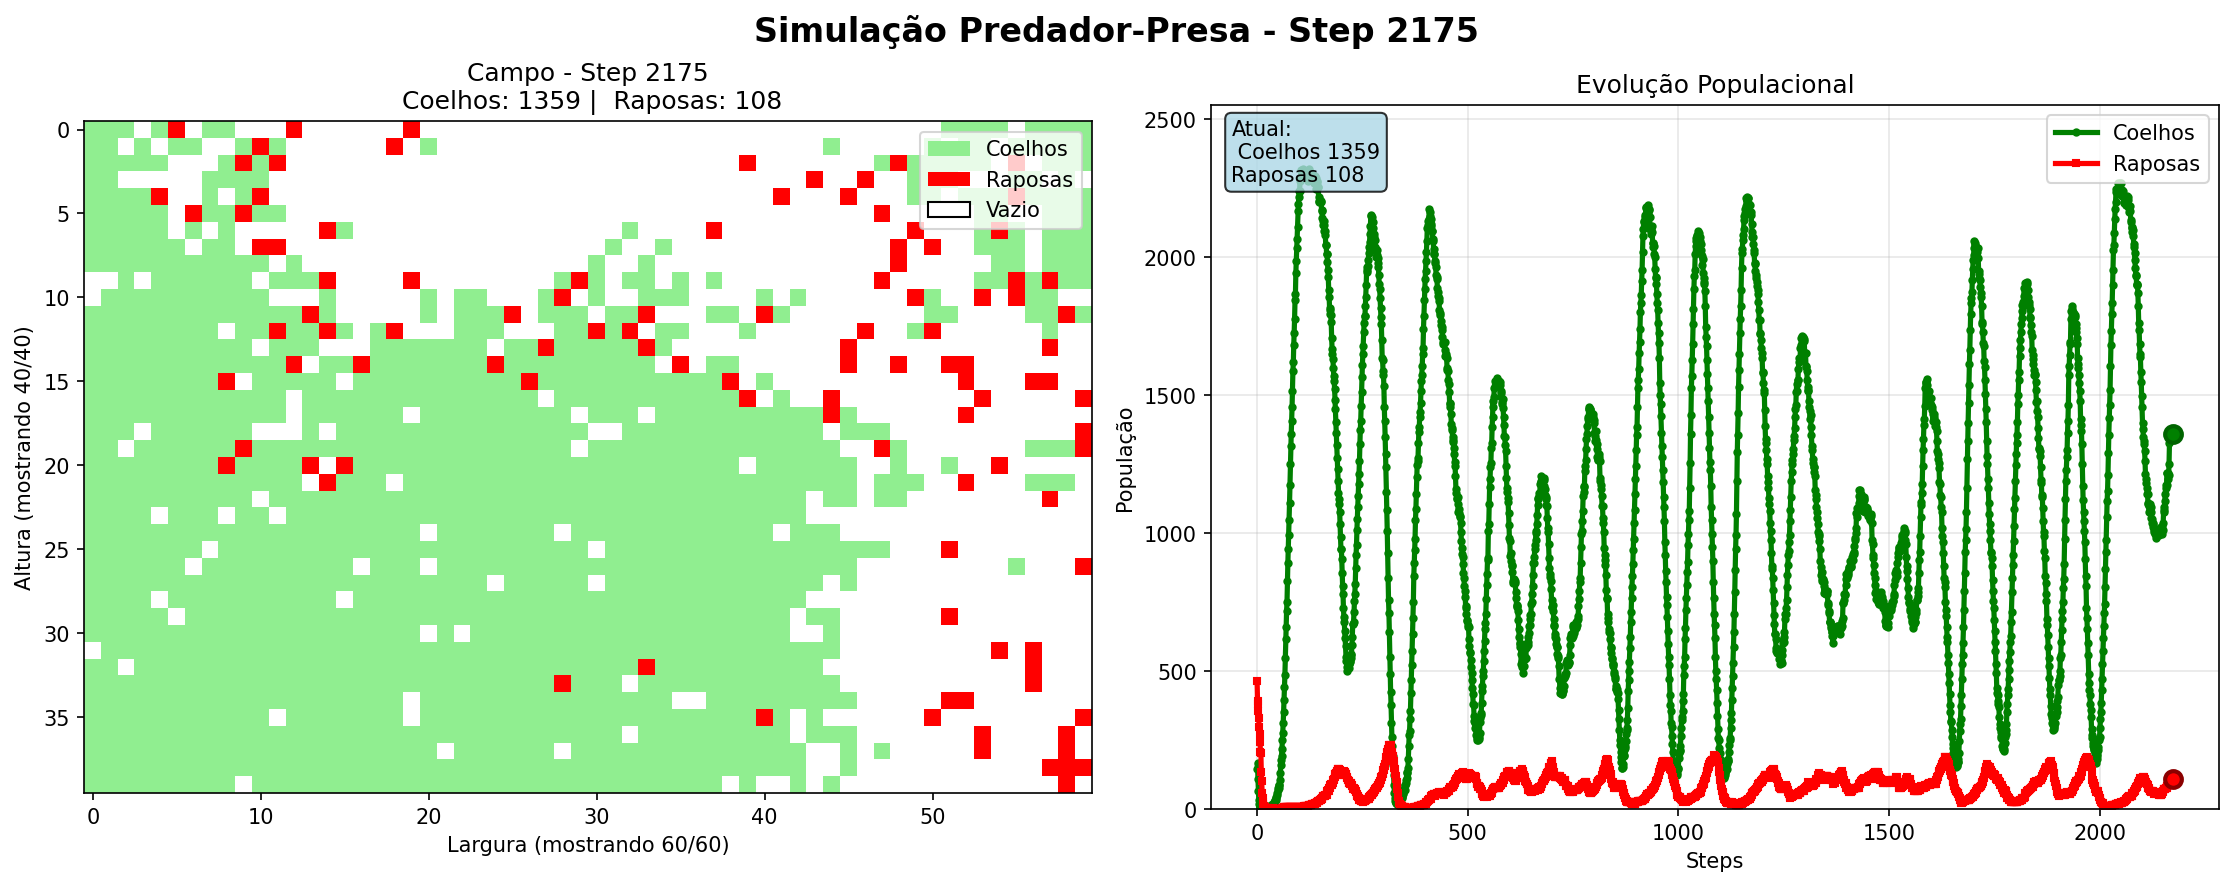 Simulação Predador-Presa - Step 2175
Campo - Step 2175
Coelhos: 1359 |  Raposas: 108
Coelhos
Raposas
Vazio
0
5
10
15
20
25
30
35
Altura (mostrando 40/40)
0
10
20
30
40
50
Largura (mostrando 60/60)
Evolução Populacional
Atual:
Coelhos 1359
Raposas 108
Coelhos
Raposas
2500
2000
1500
1000
500
0
População
0
500
1000
1500
2000
Steps